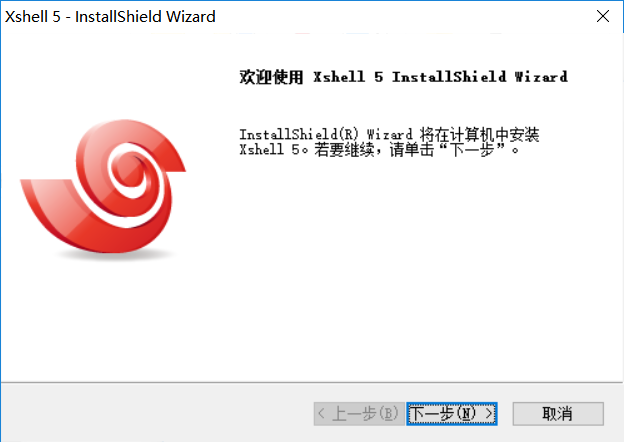 Xshell 5 - InstallShield Wizard
欢迎使用 Xshell 5 InstallShield Wizard
InstallShield(R) Wizard 将在计算机中安装
Xshell 5。若要继续，请单击“下一步”。
< 上一步(B) 下一步(N) > 取消